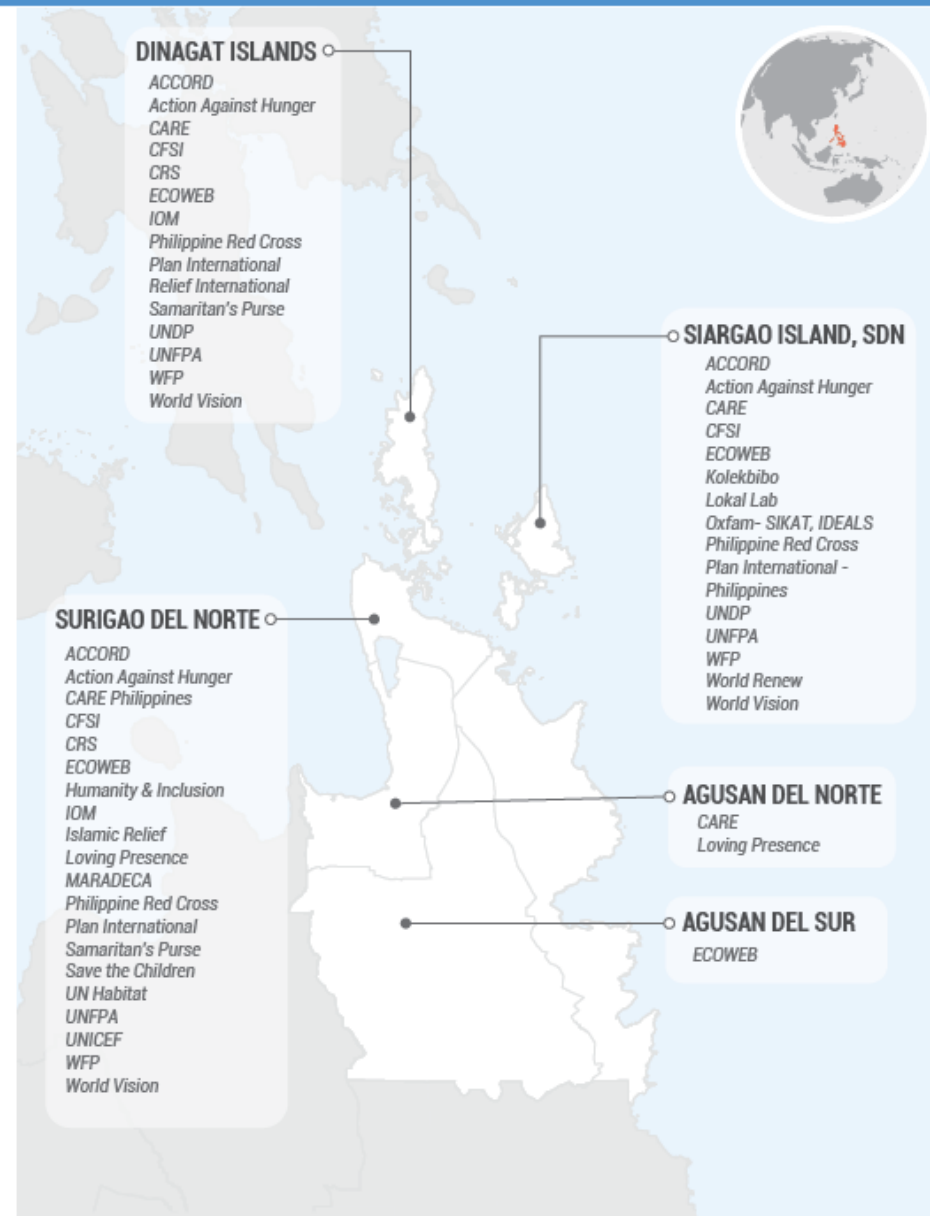 DINAGAT ISLANDS
ACCORD
Action Against Hunger
CARE
CFSI
CRS
ECOWEB
IOM
Philippine Red Cross
Plan International
Relief International
Samaritan's Purse
UNDP
UNFPA
WFP
World Vision
SIARGAO ISLAND, SDN
ACCORD
Action Against Hunger
CARE
CFSI
ECOWEB
Kolekbibo
Lokal Lab
Oxfam- SIKAT, IDEALS
Philippine Red Cross
Plan International -
Philippines
UNDP
UNFPA
WFP
World Renew
World Vision
SURIGAO DEL NORTE
ACCORD
Action Against Hunger
CARE Philippines
CFSI
CRS
ECOWEB
Humanity & Inclusion
IOM
Islamic Relief
Loving Presence
MARADECA
Philippine Red Cross
Plan International
Samaritan's Purse
Save the Children
UN Habitat
UNFPA
UNICEF
WFP
World Vision
AGUSAN DEL NORTE
CARE
Loving Presence
AGUSAN DEL SUR
ECOWEB